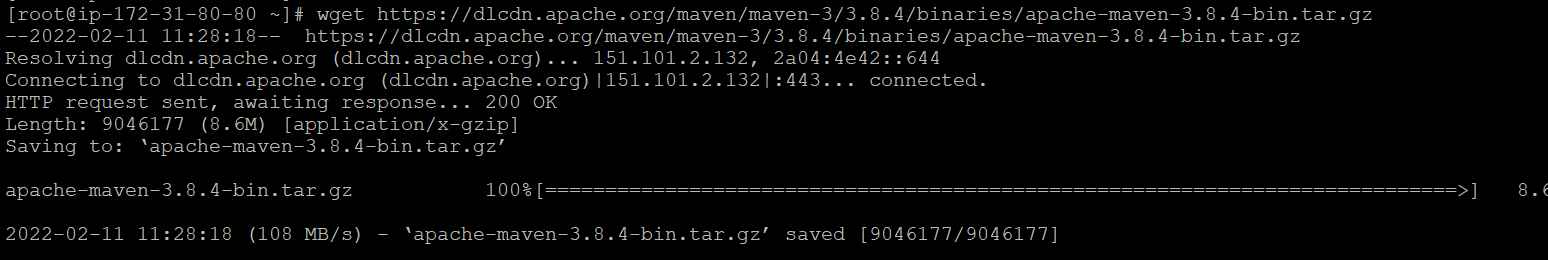 [root@ip-172-31-80-80 ~]# wget https://dlcdn.apache.org/maven/maven-3/3.8.4/binaries/apache-maven-3.8.4-bin.tar.gz
--2022-02-11 11:28:18--  https://dlcdn.apache.org/maven/maven-3/3.8.4/binaries/apache-maven-3.8.4-bin.tar.gz
Resolving dlcdn.apache.org (dlcdn.apache.org)... 151.101.2.132, 2a04:4e42::644
Connecting to dlcdn.apache.org (dlcdn.apache.org)|151.101.2.132|:443... connected.
HTTP request sent, awaiting response... 200 OK
Length: 9046177 (8.6M) [application/x-gzip]
Saving to: ‘apache-maven-3.8.4-bin.tar.gz’
apache-maven-3.8.4-bin.tar.gz           100%[============================================================================>]   8.6
2022-02-11 11:28:18 (108 MB/s) - ‘apache-maven-3.8.4-bin.tar.gz’ saved [9046177/9046177]